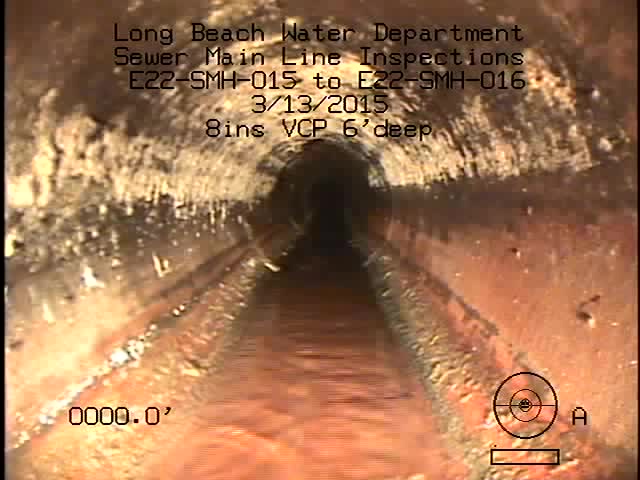 Long Beach Water Department
Sewer Main Line Inspections
E22-SMH-015 to E22-SMH-016
3/13/2015
8ins VCP 6'deep
0000.0' A